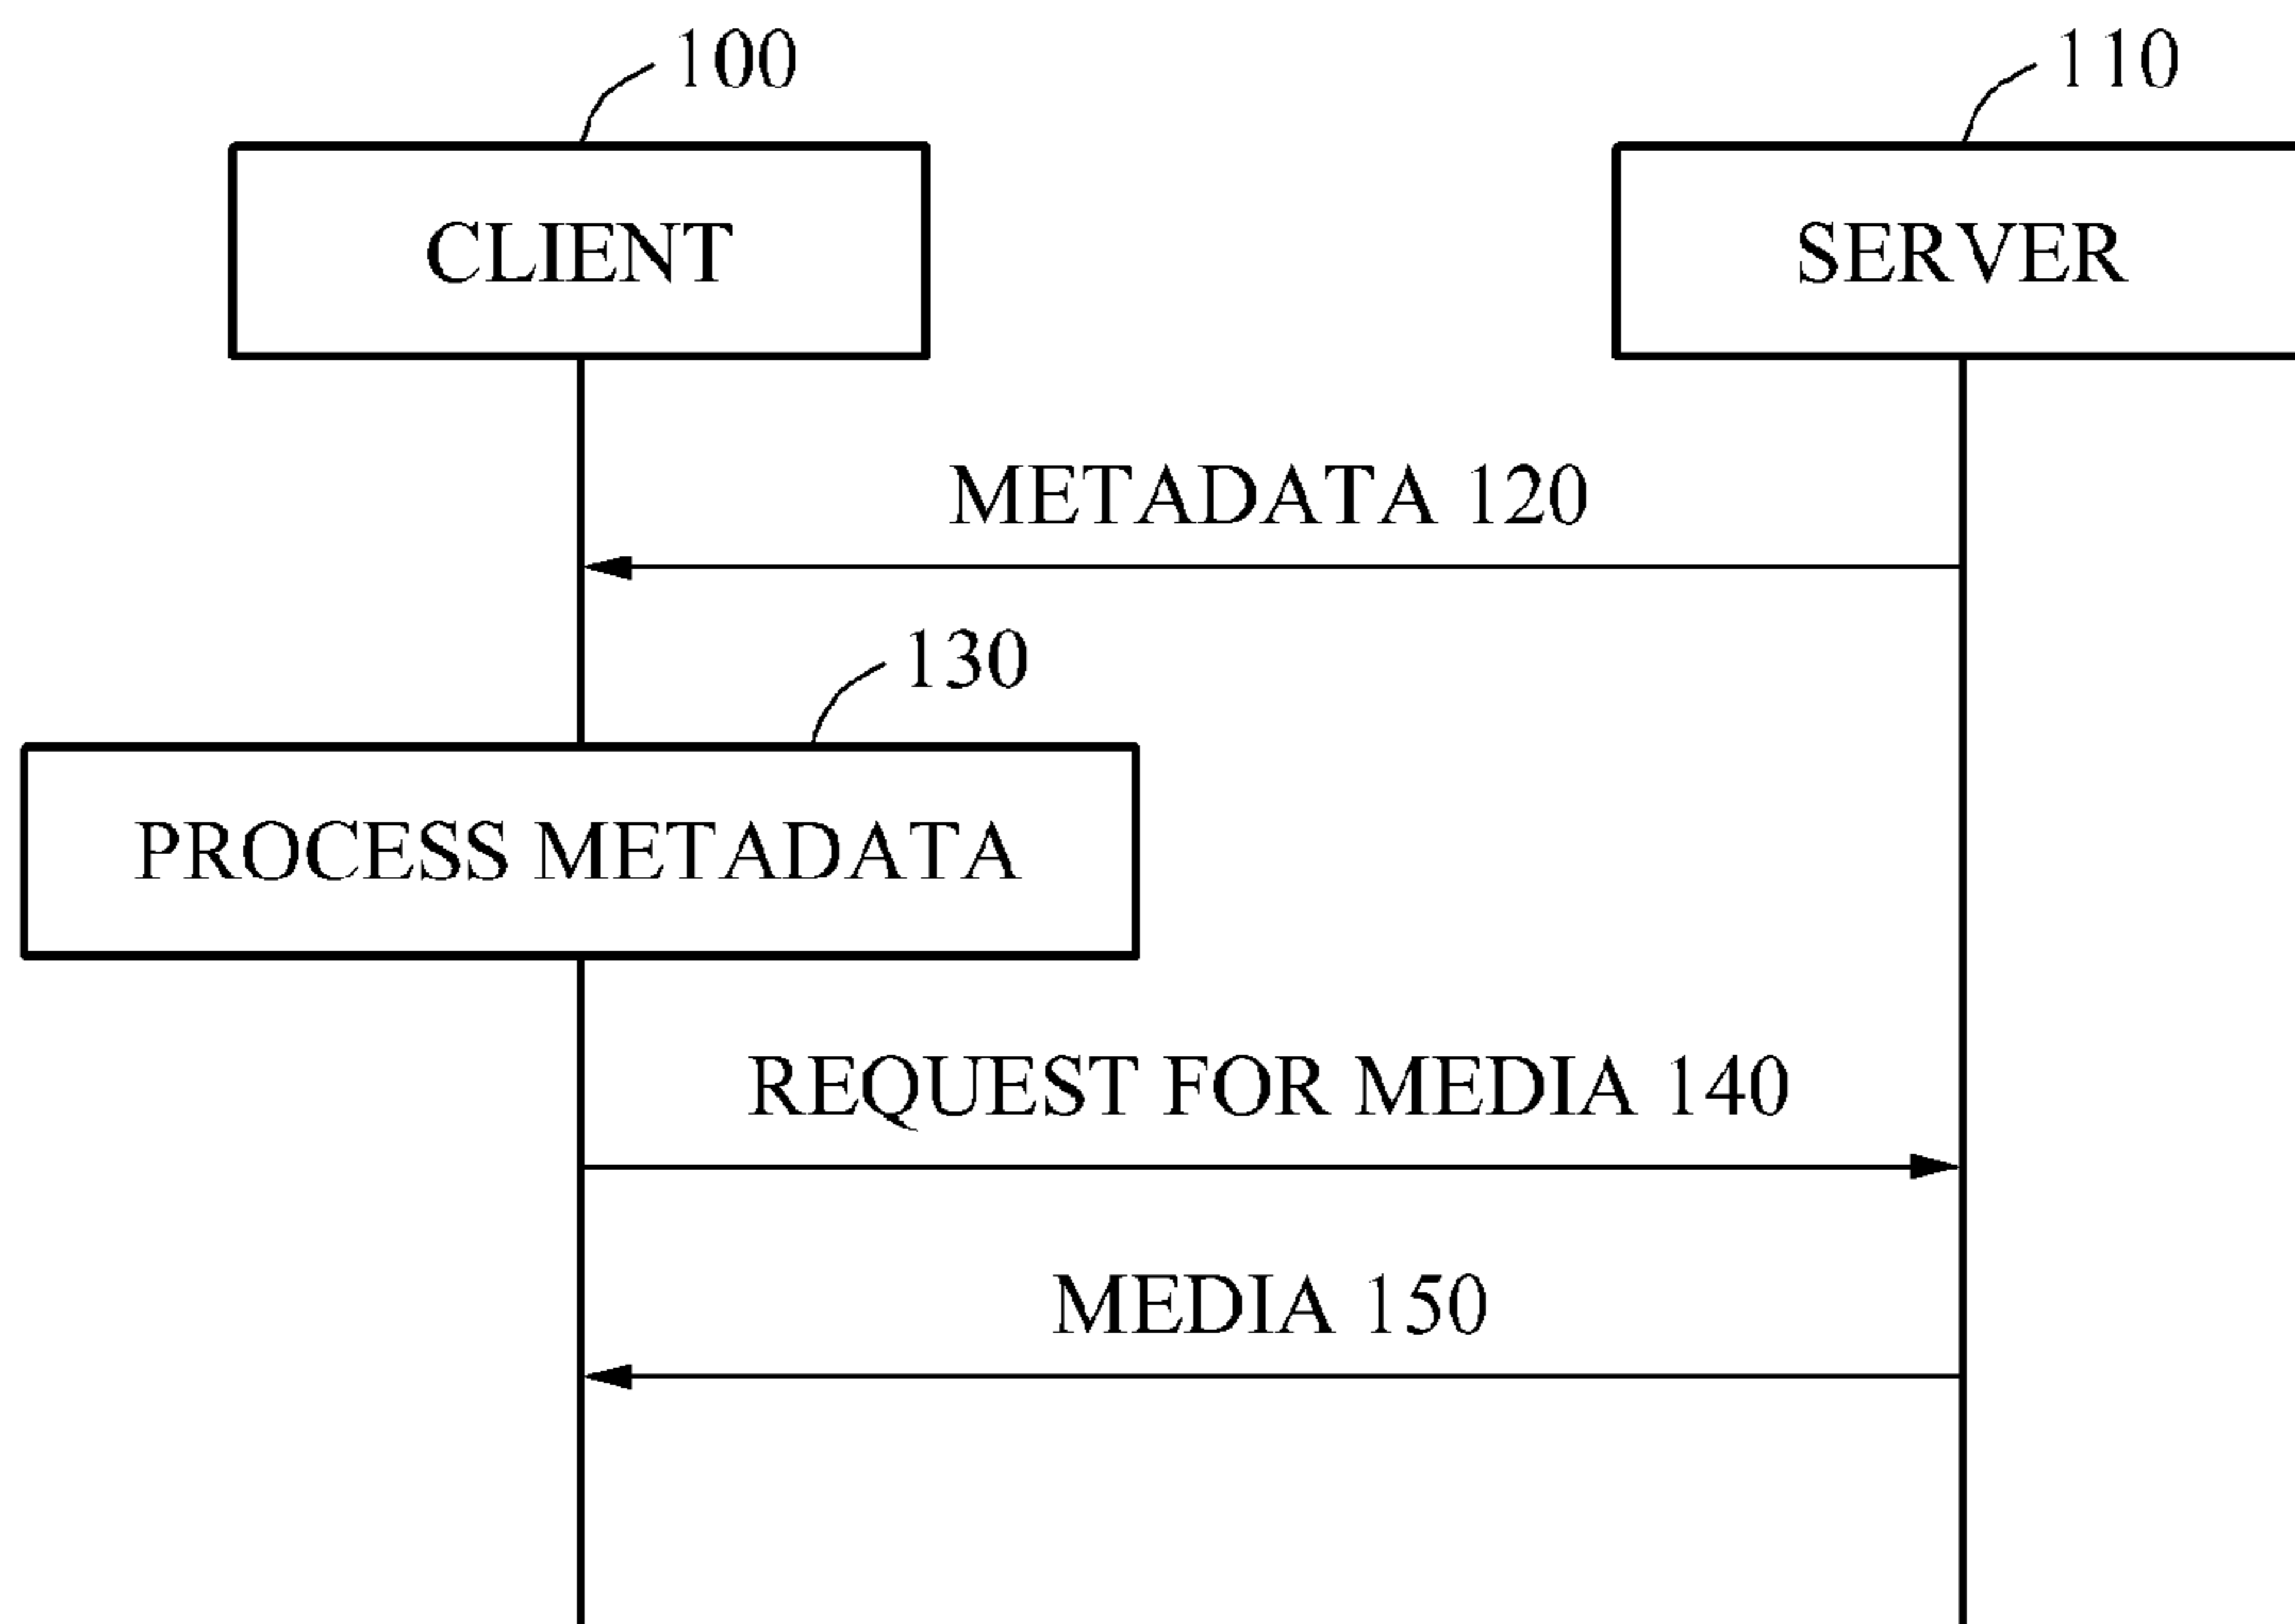 100
110
CLIENT
SERVER
METADATA 120
130
PROCESS METADATA
REQUEST FOR MEDIA 140
MEDIA 150